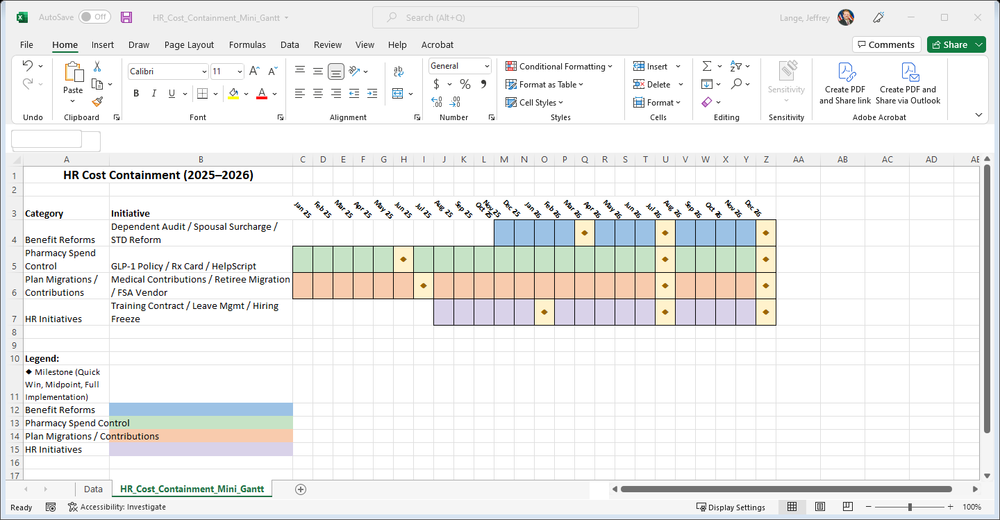 AutoSave Off HR_Cost_Containment_Mini_Gantt Search (Alt+Q) Lange, Jeffrey
File Home Insert Draw Page Layout Formulas Data Review View Help Acrobat Comments Share
Calibri 11 General Conditional Formatting Insert
Paste B I U A $ % Format as Table Delete Sensitivity Create PDF and Share link Create PDF and Share via Outlook
Cell Styles Format
Undo Clipboard Font Alignment Number Styles Cells Editing Sensitivity Adobe Acrobat
A B C D E F G H I J K L M N O P Q R S T U V W X Y Z AA AB AC AD AE
1 HR Cost Containment (2025–2026)
2
3 Category Initiative Jan 25 Feb 25 Mar 25 Apr 25 May 25 Jun 25 Jul 25 Aug 25 Sep 25 Oct 25 Nov 25 Dec 25 Jan 26 Feb 26 Mar 26 Apr 26 May 26 Jun 26 Jul 26 Aug 26 Sep 26 Oct 26 Nov 26 Dec 26
Dependent Audit / Spousal Surcharge /
4 Benefit Reforms STD Reform
Pharmacy Spend
5 Control GLP-1 Policy / Rx Card / HelpScript
Plan Migrations / Medical Contributions / Retiree Migration
6 Contributions / FSA Vendor
Training Contract / Leave Mgmt / Hiring
7 HR Initiatives Freeze
8
9
10 Legend:
◆ Milestone (Quick
Win, Midpoint, Full
11 Implementation)
12 Benefit Reforms
13 Pharmacy Spend Control
14 Plan Migrations / Contributions
15 HR Initiatives
16
17
Data HR_Cost_Containment_Mini_Gantt
Ready Accessibility: Investigate Display Settings 100%